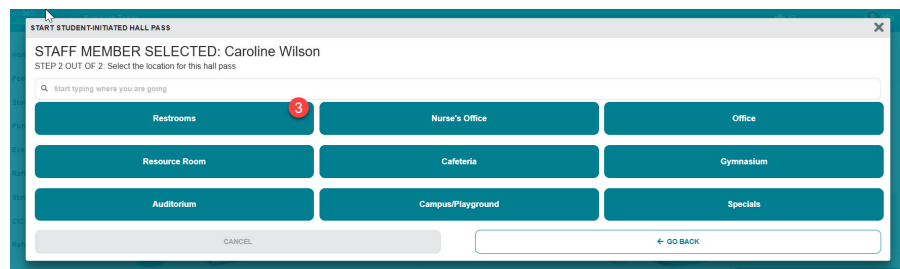 START STUDENT-INITIATED HALL PASS
STAFF MEMBER SELECTED: Caroline Wilson
STEP 2 OUT OF 2: Select the location for this hall pass
Start typing where you are going
3
Restrooms Nurse's Office Office
Resource Room Cafeteria Gymnasium
Auditorium Campus/Playground Specials
CANCEL ← GO BACK